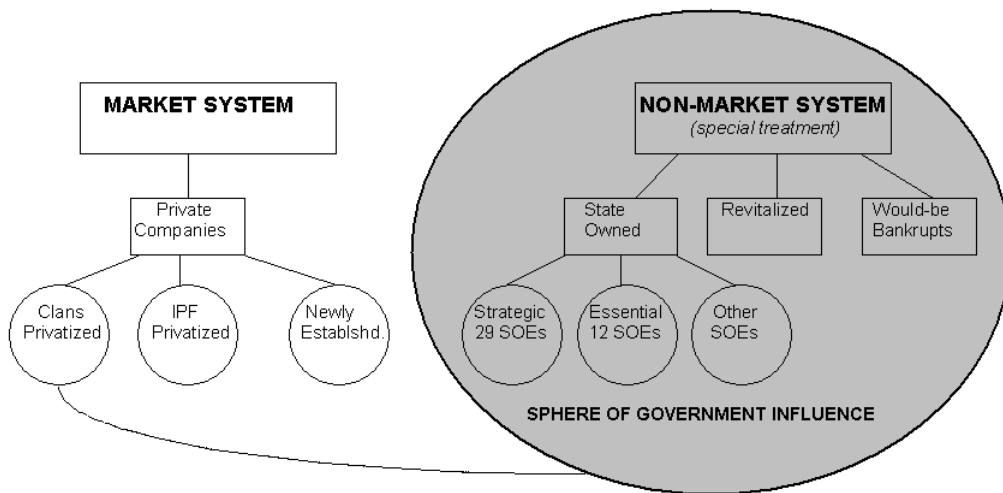 MARKET SYSTEM
NON-MARKET SYSTEM
(special treatment)
Private
Companies
State
Owned
Revitalized
Would-be
Bankrupts
Clans
Privatized
IPF
Privatized
Newly
Establshd.
Strategic
29 SOEs
Essential
12 SOEs
Other
SOEs
SPHERE OF GOVERNMENT INFLUENCE